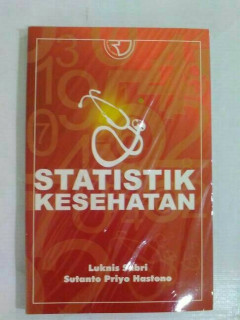 STATISTIK
KESEHATAN
Luknis Sabri
Sutanto Priyo Hastono